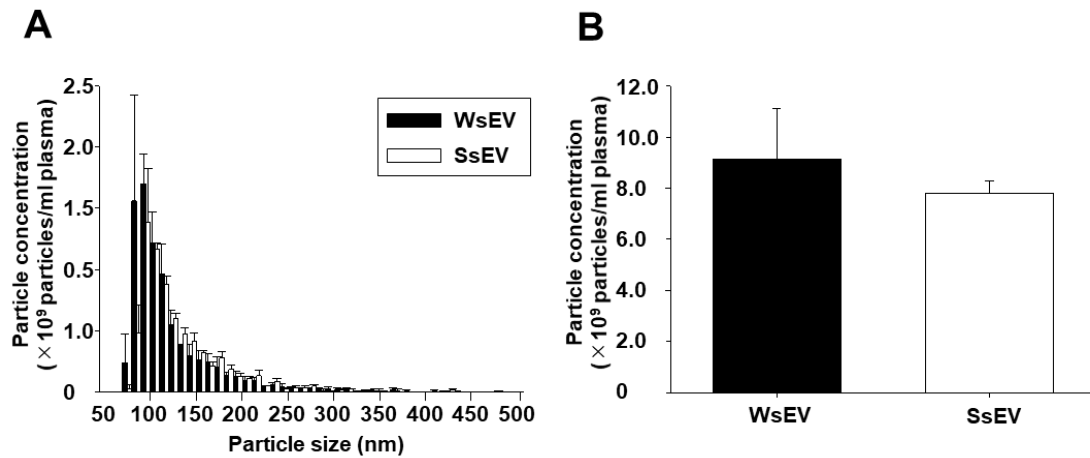 A
Particle concentration
(×10⁹ particles/ml plasma)
2.5
2.0
1.5
0.5
1.0
0
50 100 150 200 250 300 350 400 450 500
Particle size (nm)
WsEV
SsEV
B
Particle concentration
(×10⁹ particles/ml plasma)
12.0
10.0
8.0
6.0
4.0
2.0
0
WsEV SsEV